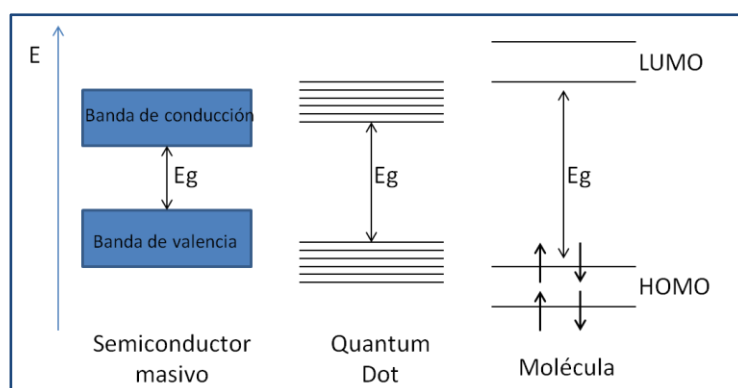 E
Banda de conducción
Eg
Banda de valencia
Semiconductor
masivo
Eg
Quantum
Dot
LUMO
Eg
HOMO
Molécula